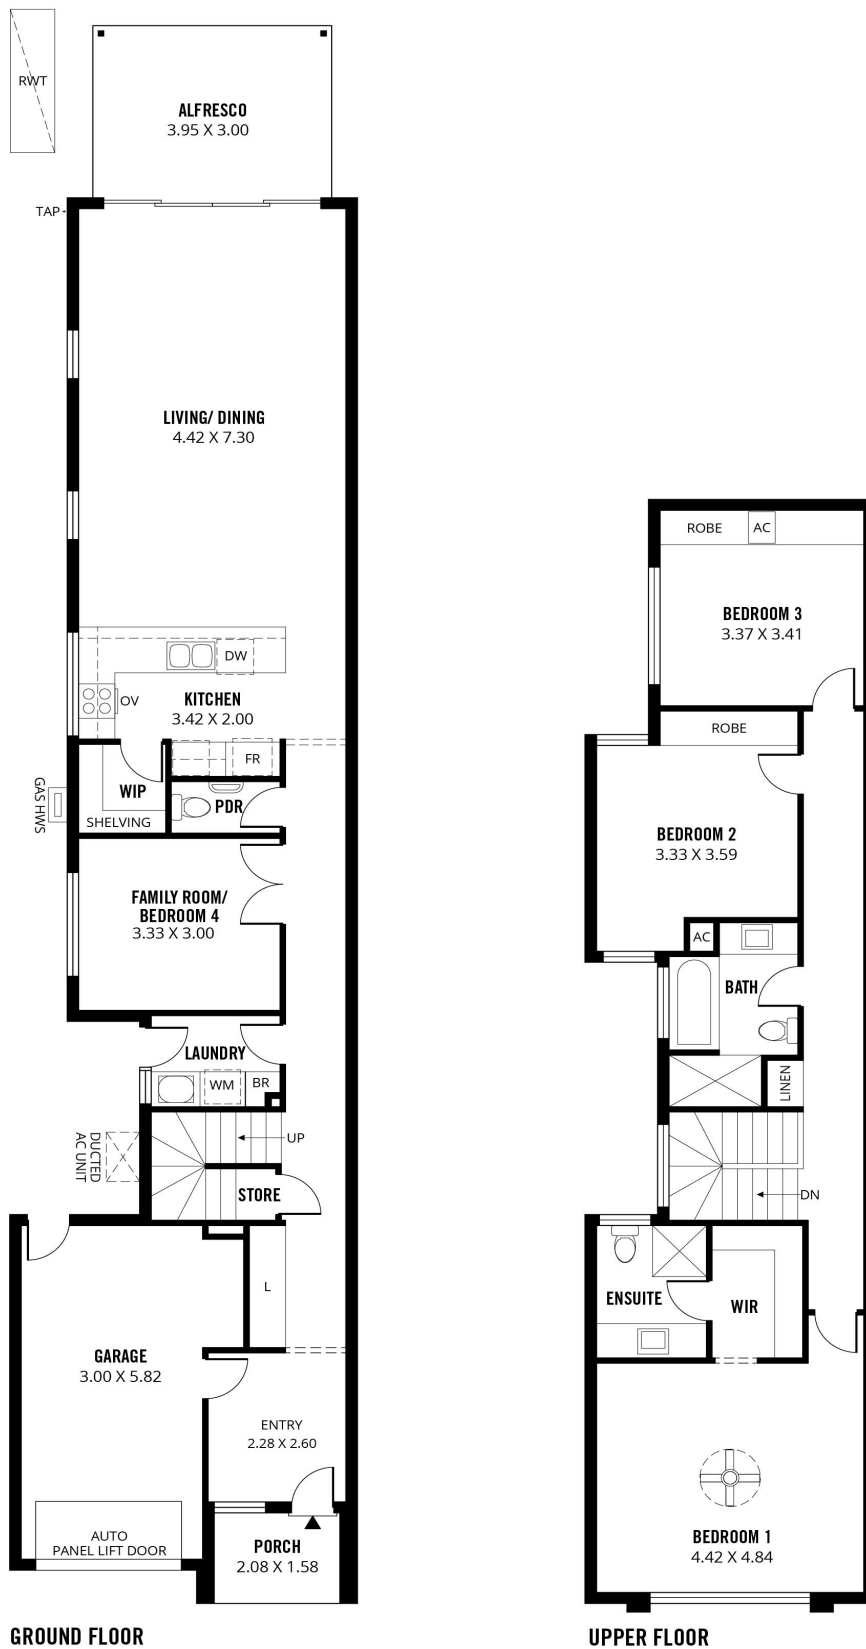 RWT
ALFRESCO
3.95 X 3.00
TAP
LIVING/ DINING
4.42 X 7.30
DW
OV
KITCHEN
3.42 X 2.00
FR
WIP
SHELVING
PDR
GAS HWS
FAMILY ROOM/
BEDROOM 4
3.33 X 3.00
LAUNDRY
WM
BR
DUCTED
AC UNIT
UP
STORE
L
GARAGE
3.00 X 5.82
ENTRY
2.28 X 2.60
AUTO
PANEL LIFT DOOR
PORCH
2.08 X 1.58
GROUND FLOOR
ROBE
AC
BEDROOM 3
3.37 X 3.41
ROBE
BEDROOM 2
3.33 X 3.59
AC
BATH
LINEN
DN
ENSUITE
WIR
BEDROOM 1
4.42 X 4.84
UPPER FLOOR